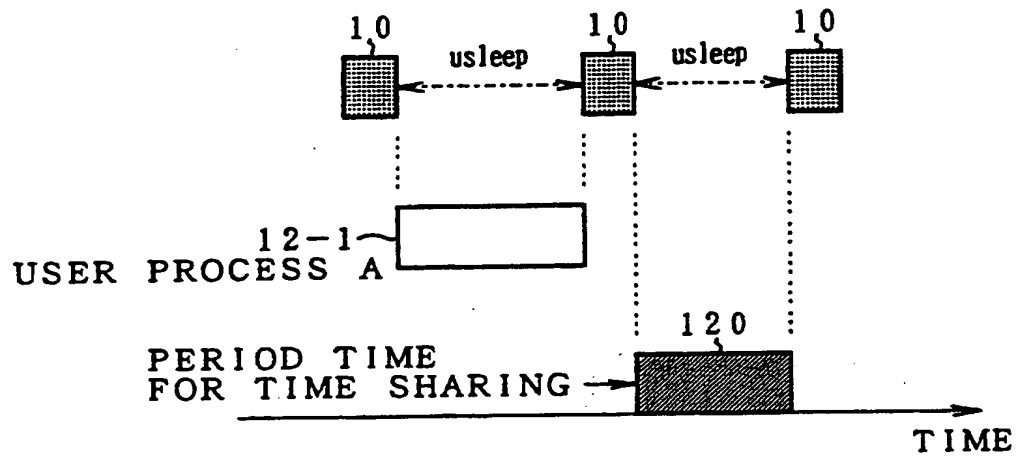 10 10 10
usleep usleep
12-1
USER PROCESS A
120
PERIOD TIME
FOR TIME SHARING
TIME